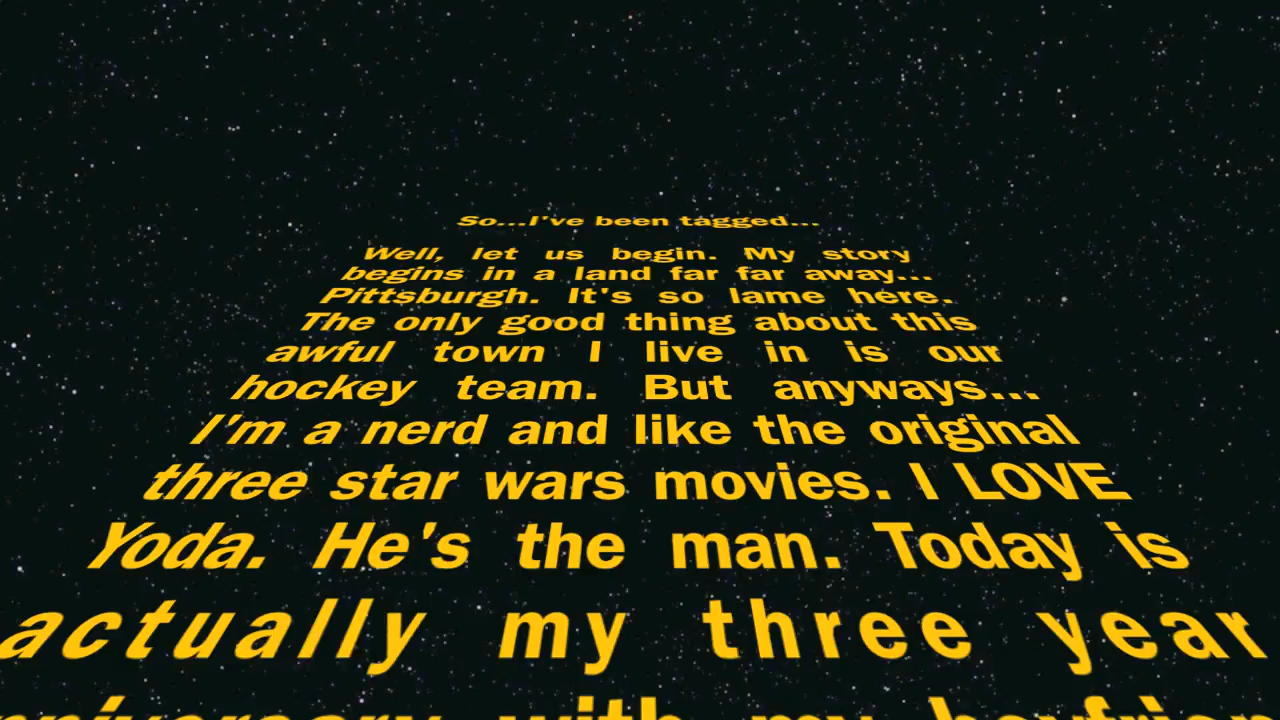 So...I've been tagged...
Well, let us begin. My story
begins in a land far far away...
Pittsburgh. It's so lame here.
The only good thing about this
awful town I live in is our
hockey team. But anyways...
I'm a nerd and like the original
three star wars movies. I LOVE
Yoda. He's the man. Today is
actually my three year
with my